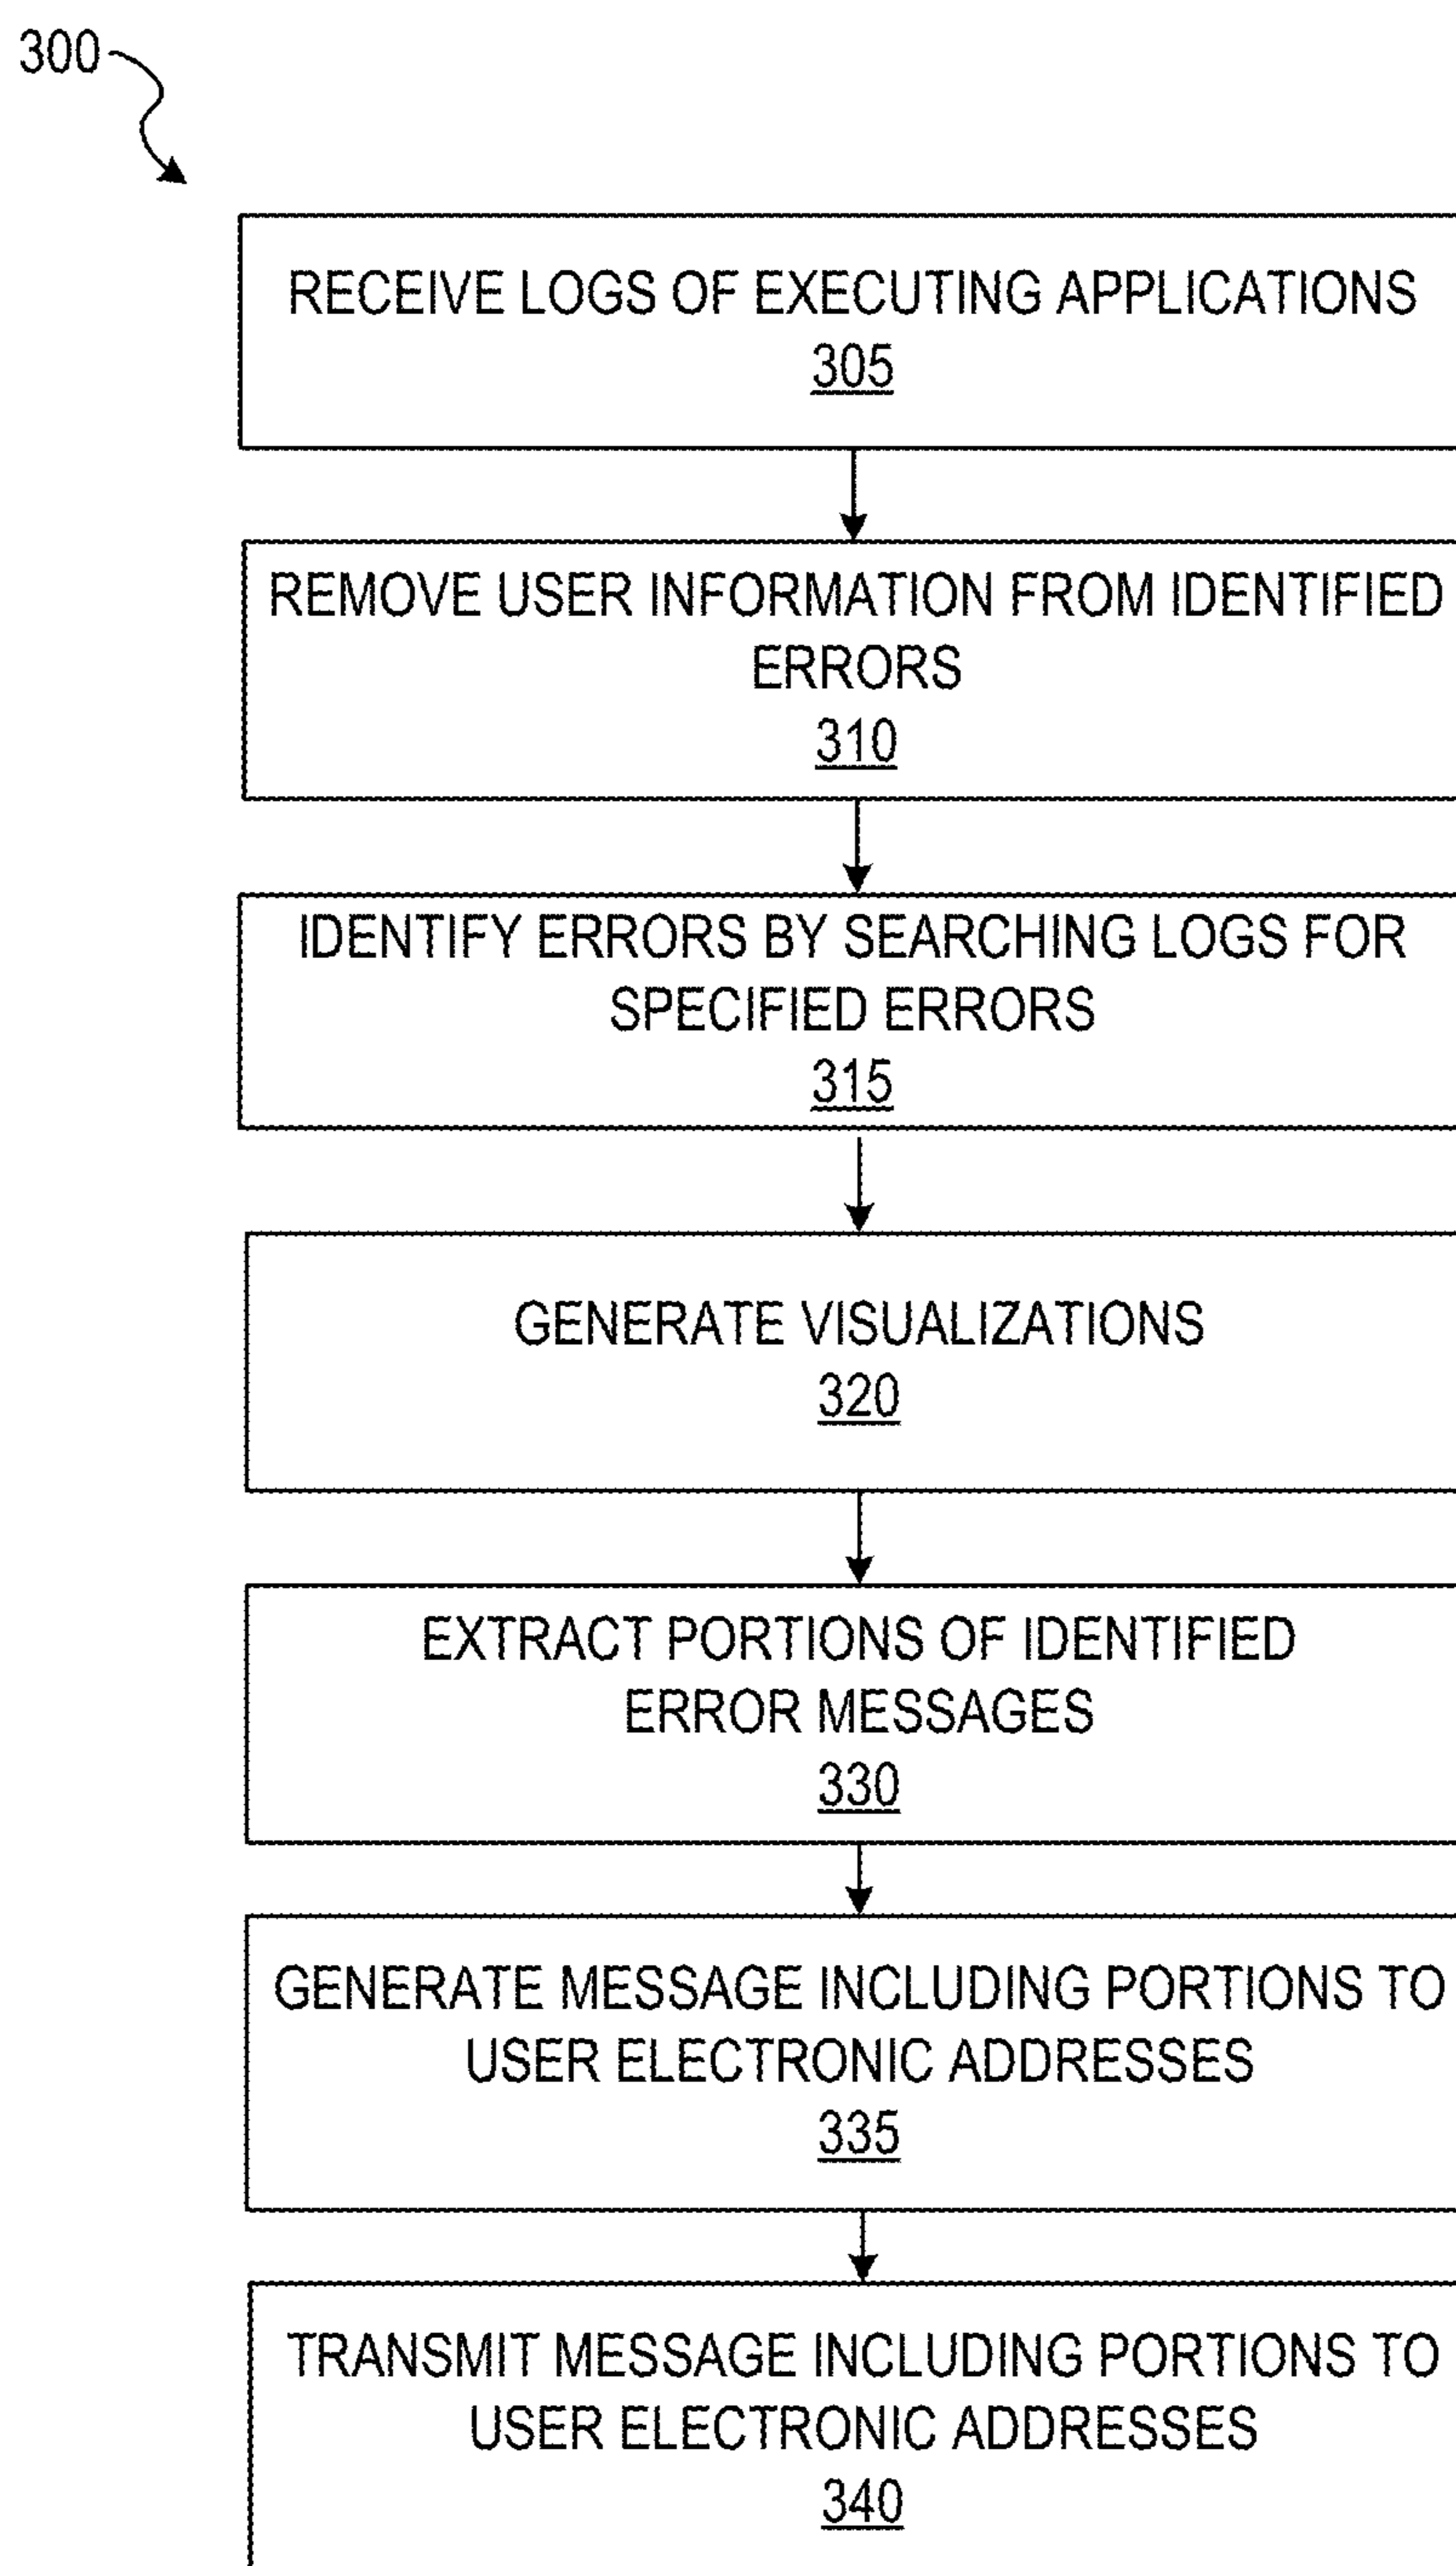 300
RECEIVE LOGS OF EXECUTING APPLICATIONS
305
REMOVE USER INFORMATION FROM IDENTIFIED
ERRORS
310
IDENTIFY ERRORS BY SEARCHING LOGS FOR
SPECIFIED ERRORS
315
GENERATE VISUALIZATIONS
320
EXTRACT PORTIONS OF IDENTIFIED
ERROR MESSAGES
330
GENERATE MESSAGE INCLUDING PORTIONS TO
USER ELECTRONIC ADDRESSES
335
TRANSMIT MESSAGE INCLUDING PORTIONS TO
USER ELECTRONIC ADDRESSES
340